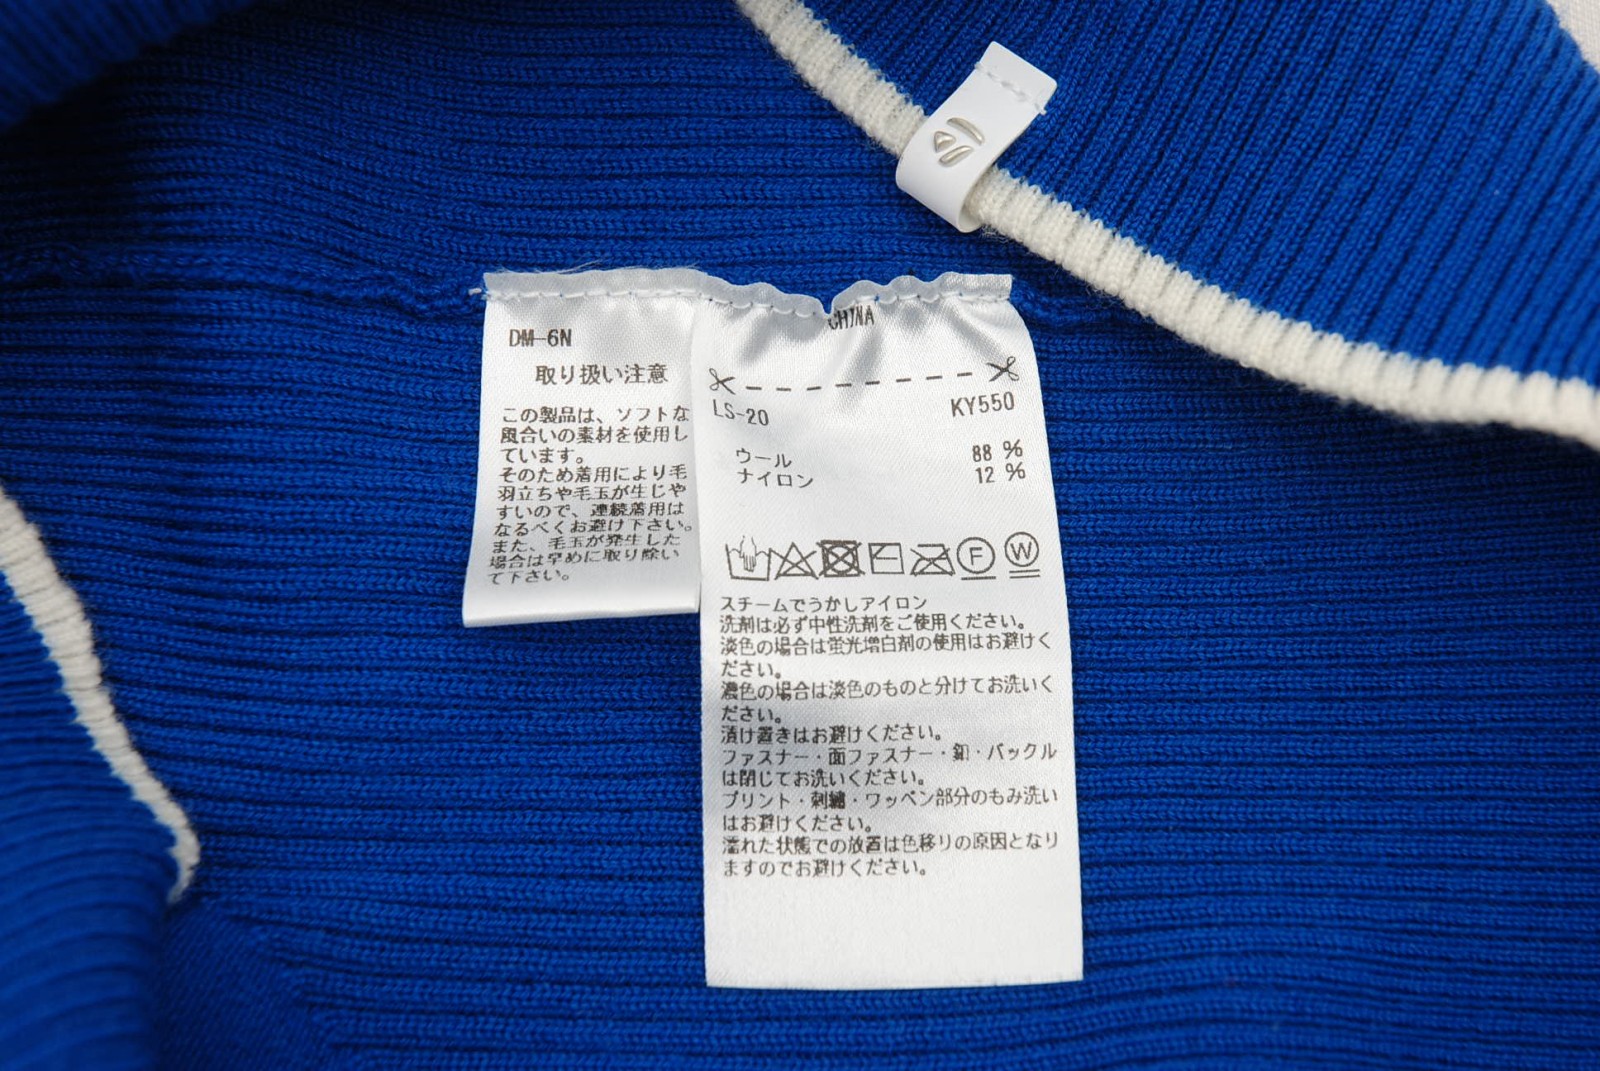 DM-6N
取り扱い注意
この製品は、ソフトな
風合いの素材を使用し
ています。
そのため着用により毛
羽立ちや毛玉が生じや
すいので、連続着用は
なるべくお避け下さい。
また、毛玉が発生した
場合は早めに取り除い
て下さい。
CHINA
LS-20 KY550
ウール 88 %
ナイロン 12 %
F W
スチームでうかしアイロン
洗剤は必ず中性洗剤をご使用ください。
淡色の場合は蛍光増白剤の使用はお避けく
ださい。
濃色の場合は淡色のものと分けてお洗いく
ださい。
漬け置きはお避けください。
ファスナー・面ファスナー・釦・バックル
は閉じてお洗いください。
プリント・刺繍・ワッペン部分のもみ洗い
はお避けください。
濡れた状態での放置は色移りの原因となり
ますのでお避けください。